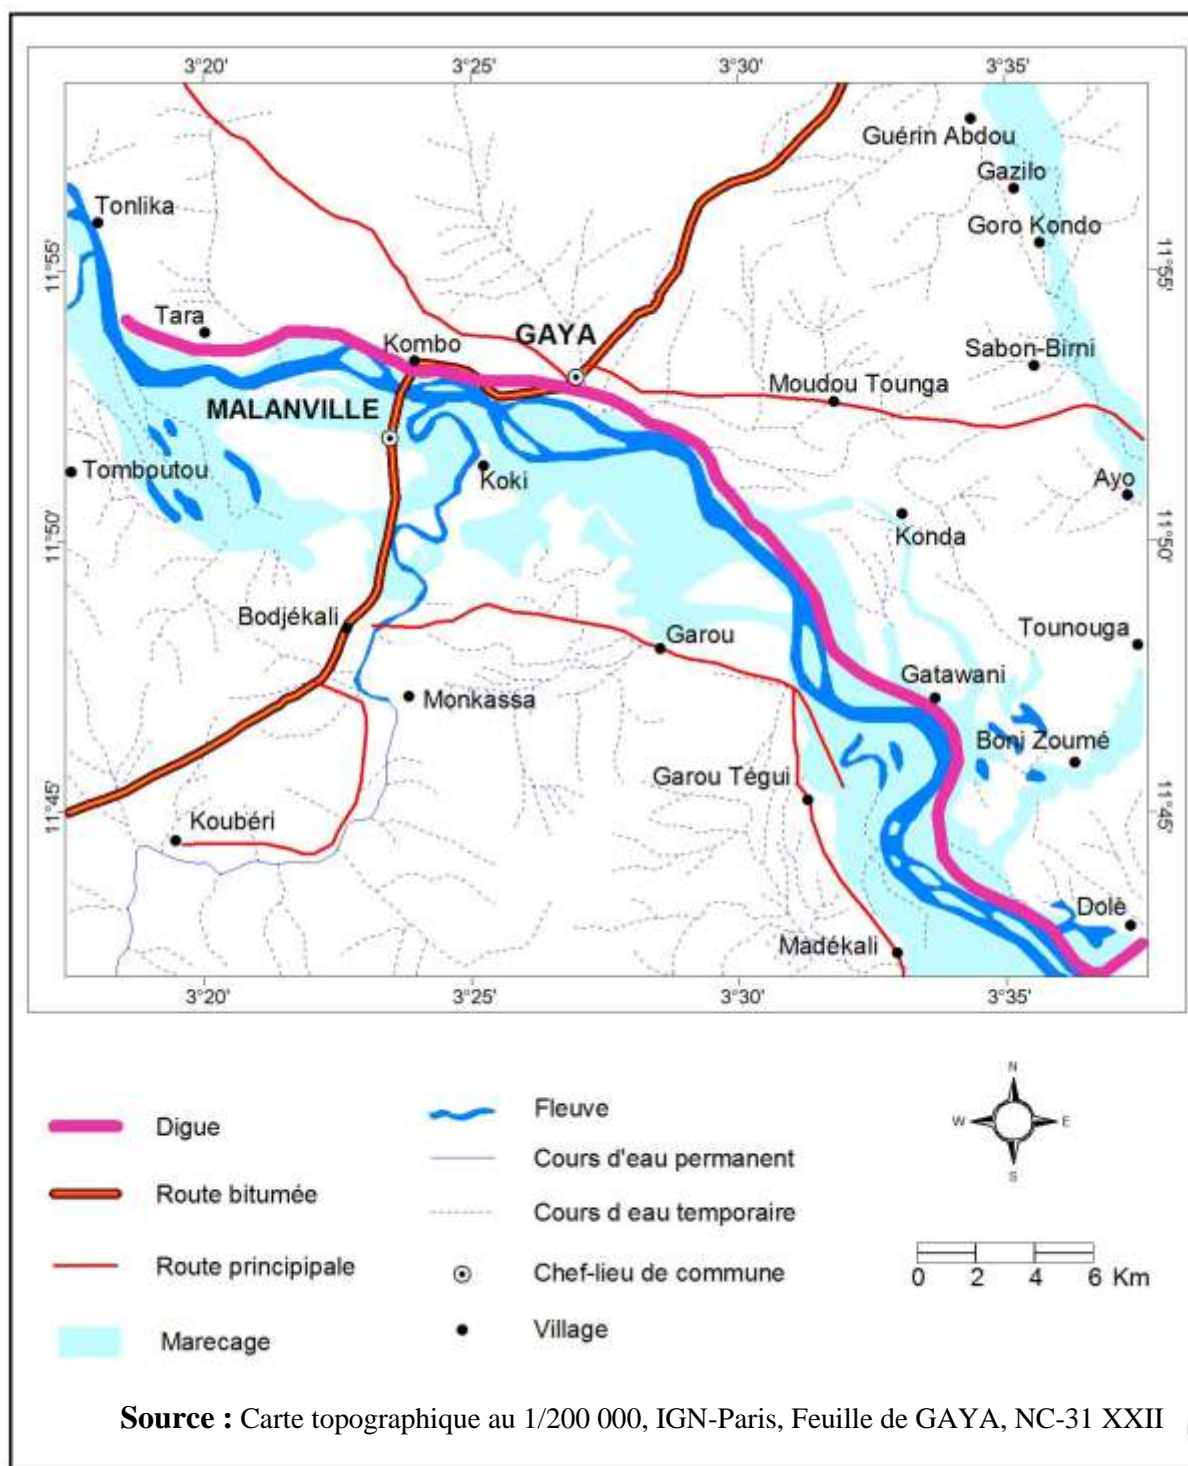 3°20' 3°25' 3°30' 3°35'
Guérin Abdou
Gazilo
Tonlika
Goro Kondo
11°55' 11°55'
Tara
GAYA
Kombo
Sabon-Birni
Moudou Tounga
MALANVILLE
Tomboutou
Koki
Ayo
Konda
11°50' 11°50'
Bodjékali
Garou
Tounouga
Gatawani
Monkassa
Boni Zoumé
Garou Tégui
11°45' 11°45'
Koubéri
Dolé
Madékali
3°20' 3°25' 3°30' 3°35'
N
W E
S
Digue
Route bitumée
Route principipale
Marecage
Fleuve
Cours d'eau permanent
Cours d eau temporaire
Chef-lieu de commune
Village
0 2 4 6 Km
Source : Carte topographique au 1/200 000, IGN-Paris, Feuille de GAYA, NC-31 XXII